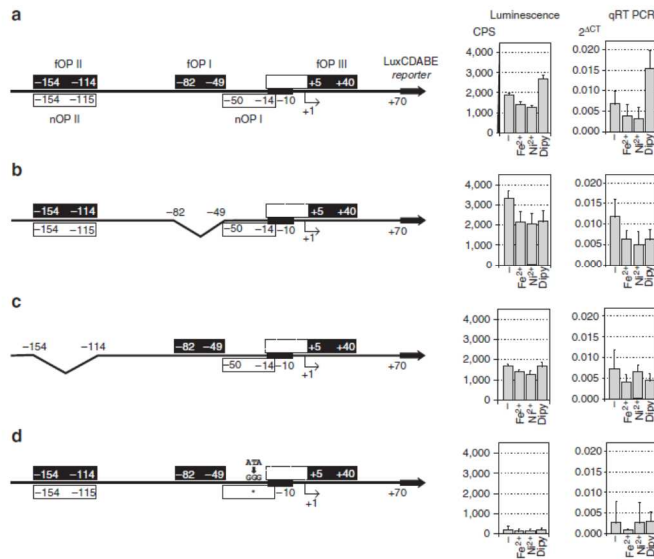 a
fOP II fOP I fOP III LuxCDABE
reporter
−154 −114 −82 −49 +5 +40
−154 −115 −50 −14 −10 +1 +70
nOP II nOP I
Luminescence qRT PCR
CPS 2^ΔCT
4,000 0.020
3,000 0.015
2,000 0.010
1,000 0.005
0 0.000
– Fe2+ Ni2+ Dipy – Fe2+ Ni2+ Dipy
b
−154 −114 −82 −49 +5 +40
−154 −115 −50 −14 −10 +1 +70
4,000 0.020
3,000 0.015
2,000 0.010
1,000 0.005
0 0.000
– Fe2+ Ni2+ Dipy – Fe2+ Ni2+ Dipy
c
−154 −114 −82 −49 +5 +40
−50 −14 −10 +1 +70
4,000 0.020
3,000 0.015
2,000 0.010
1,000 0.005
0 0.000
– Fe2+ Ni2+ Dipy – Fe2+ Ni2+ Dipy
d
ATA
−154 −114 −82 −49 GGG +5 +40
−154 −115 * −10 +1 +70
4,000 0.020
3,000 0.015
2,000 0.010
1,000 0.005
0 0.000
– Fe2+ Ni2+ Dipy – Fe2+ Ni2+ Dipy